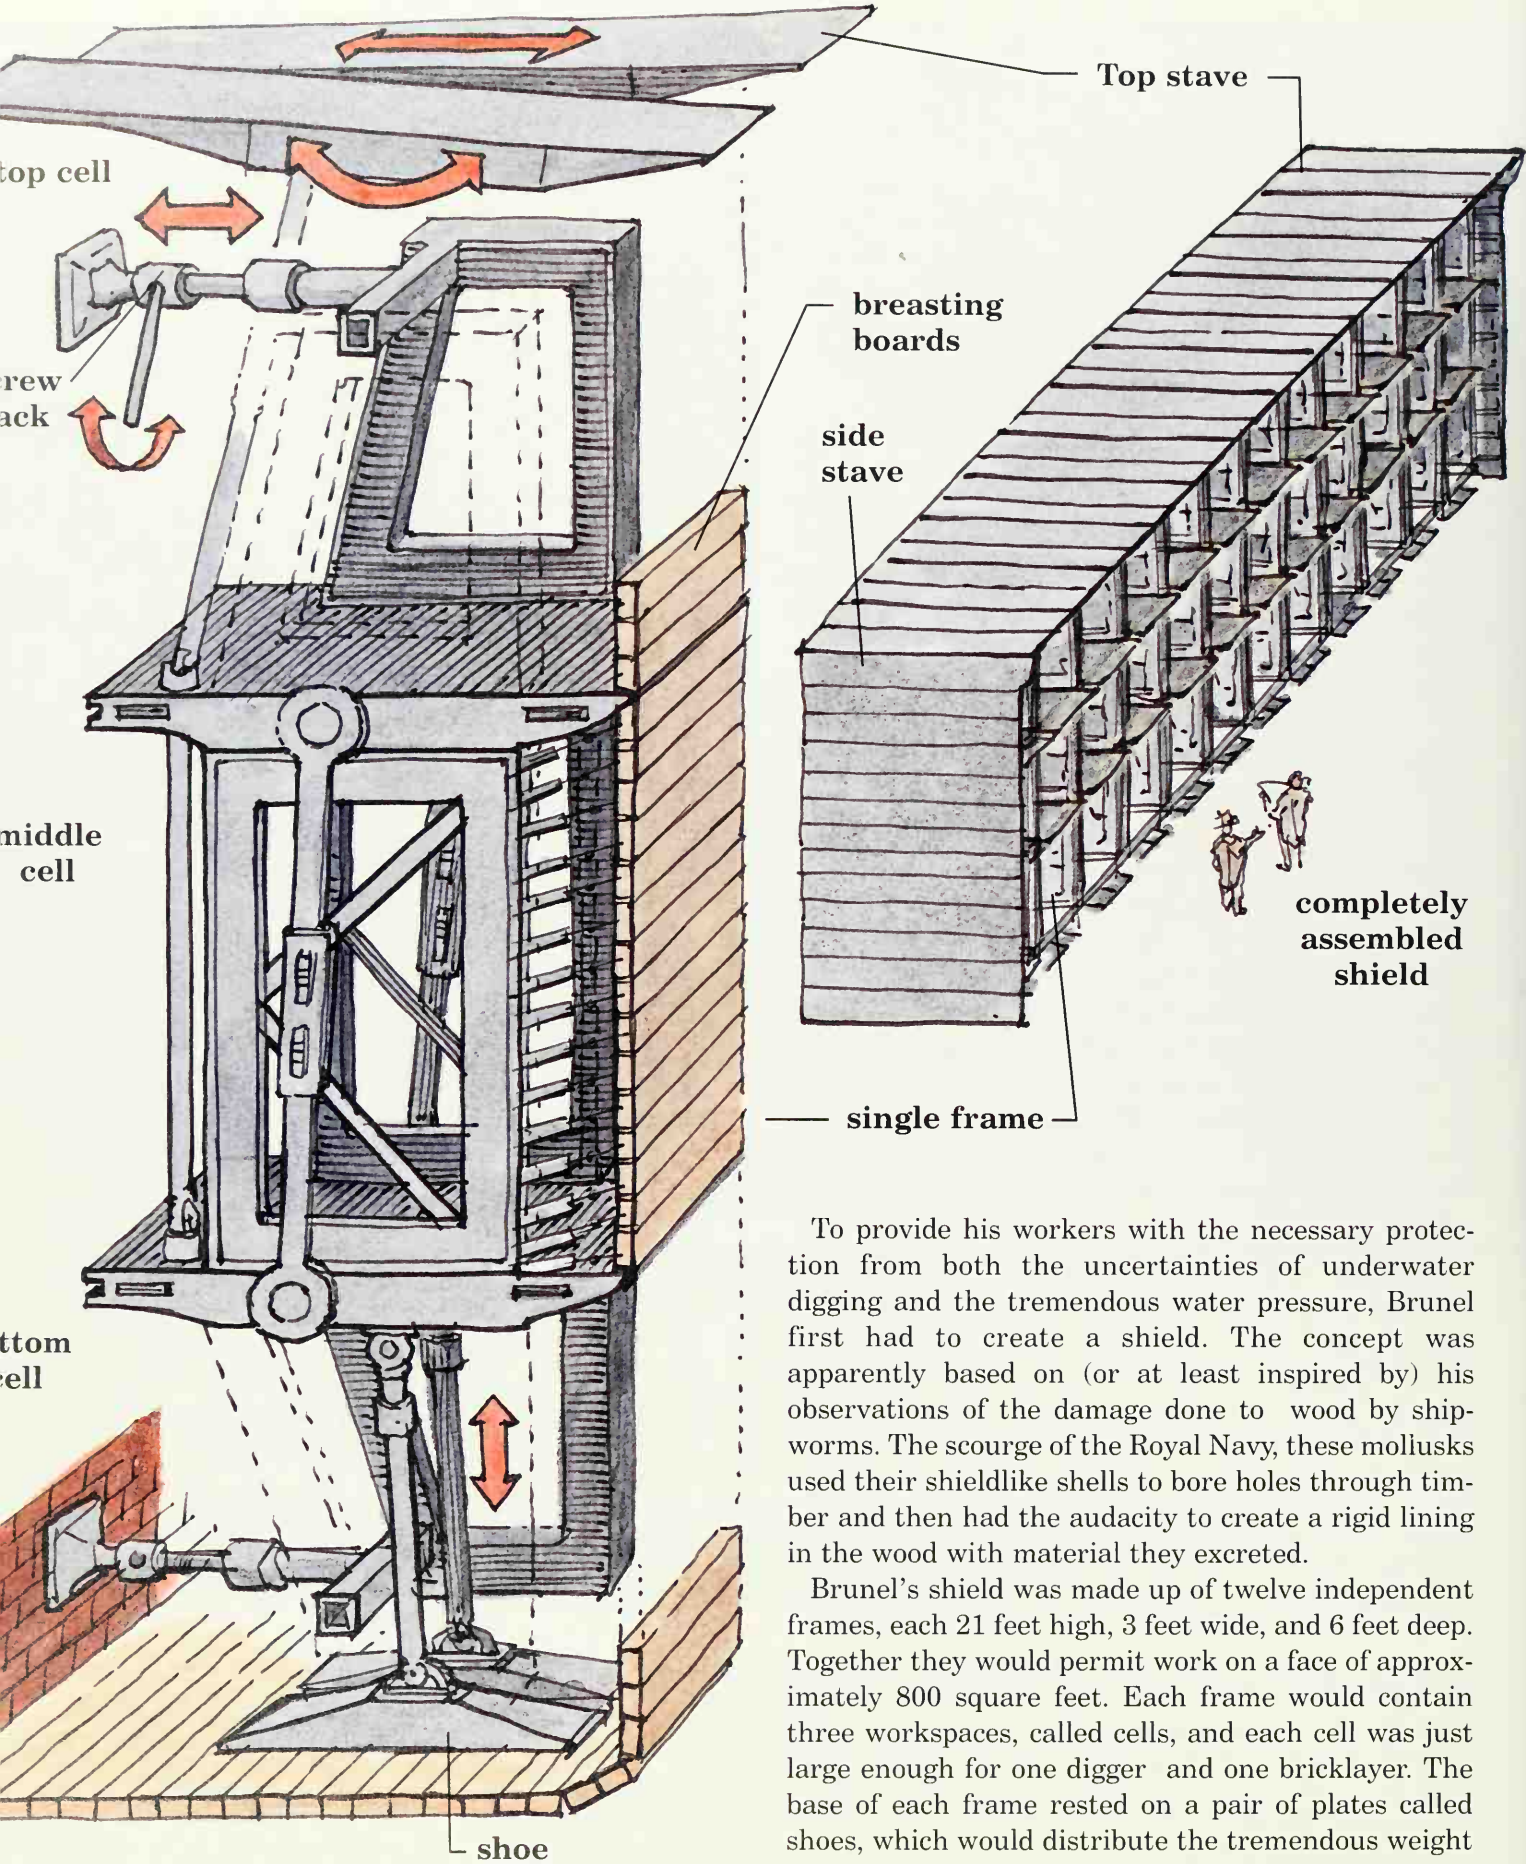 Top stave
top cell
breasting
boards
side
stave
middle
cell
completely
assembled
shield
single frame
To provide his workers with the necessary protec-
tion from both the uncertainties of underwater
digging and the tremendous water pressure, Brunel
first had to create a shield. The concept was
apparently based on (or at least inspired by) his
observations of the damage done to wood by ship-
worms. The scourge of the Royal Navy, these mollusks
used their shieldlike shells to bore holes through tim-
ber and then had the audacity to create a rigid lining
in the wood with material they excreted.
Brunel's shield was made up of twelve independent
frames, each 21 feet high, 3 feet wide, and 6 feet deep.
Together they would permit work on a face of approx-
imately 800 square feet. Each frame would contain
three workspaces, called cells, and each cell was just
large enough for one digger and one bricklayer. The
base of each frame rested on a pair of plates called
shoes, which would distribute the tremendous weight
shoe